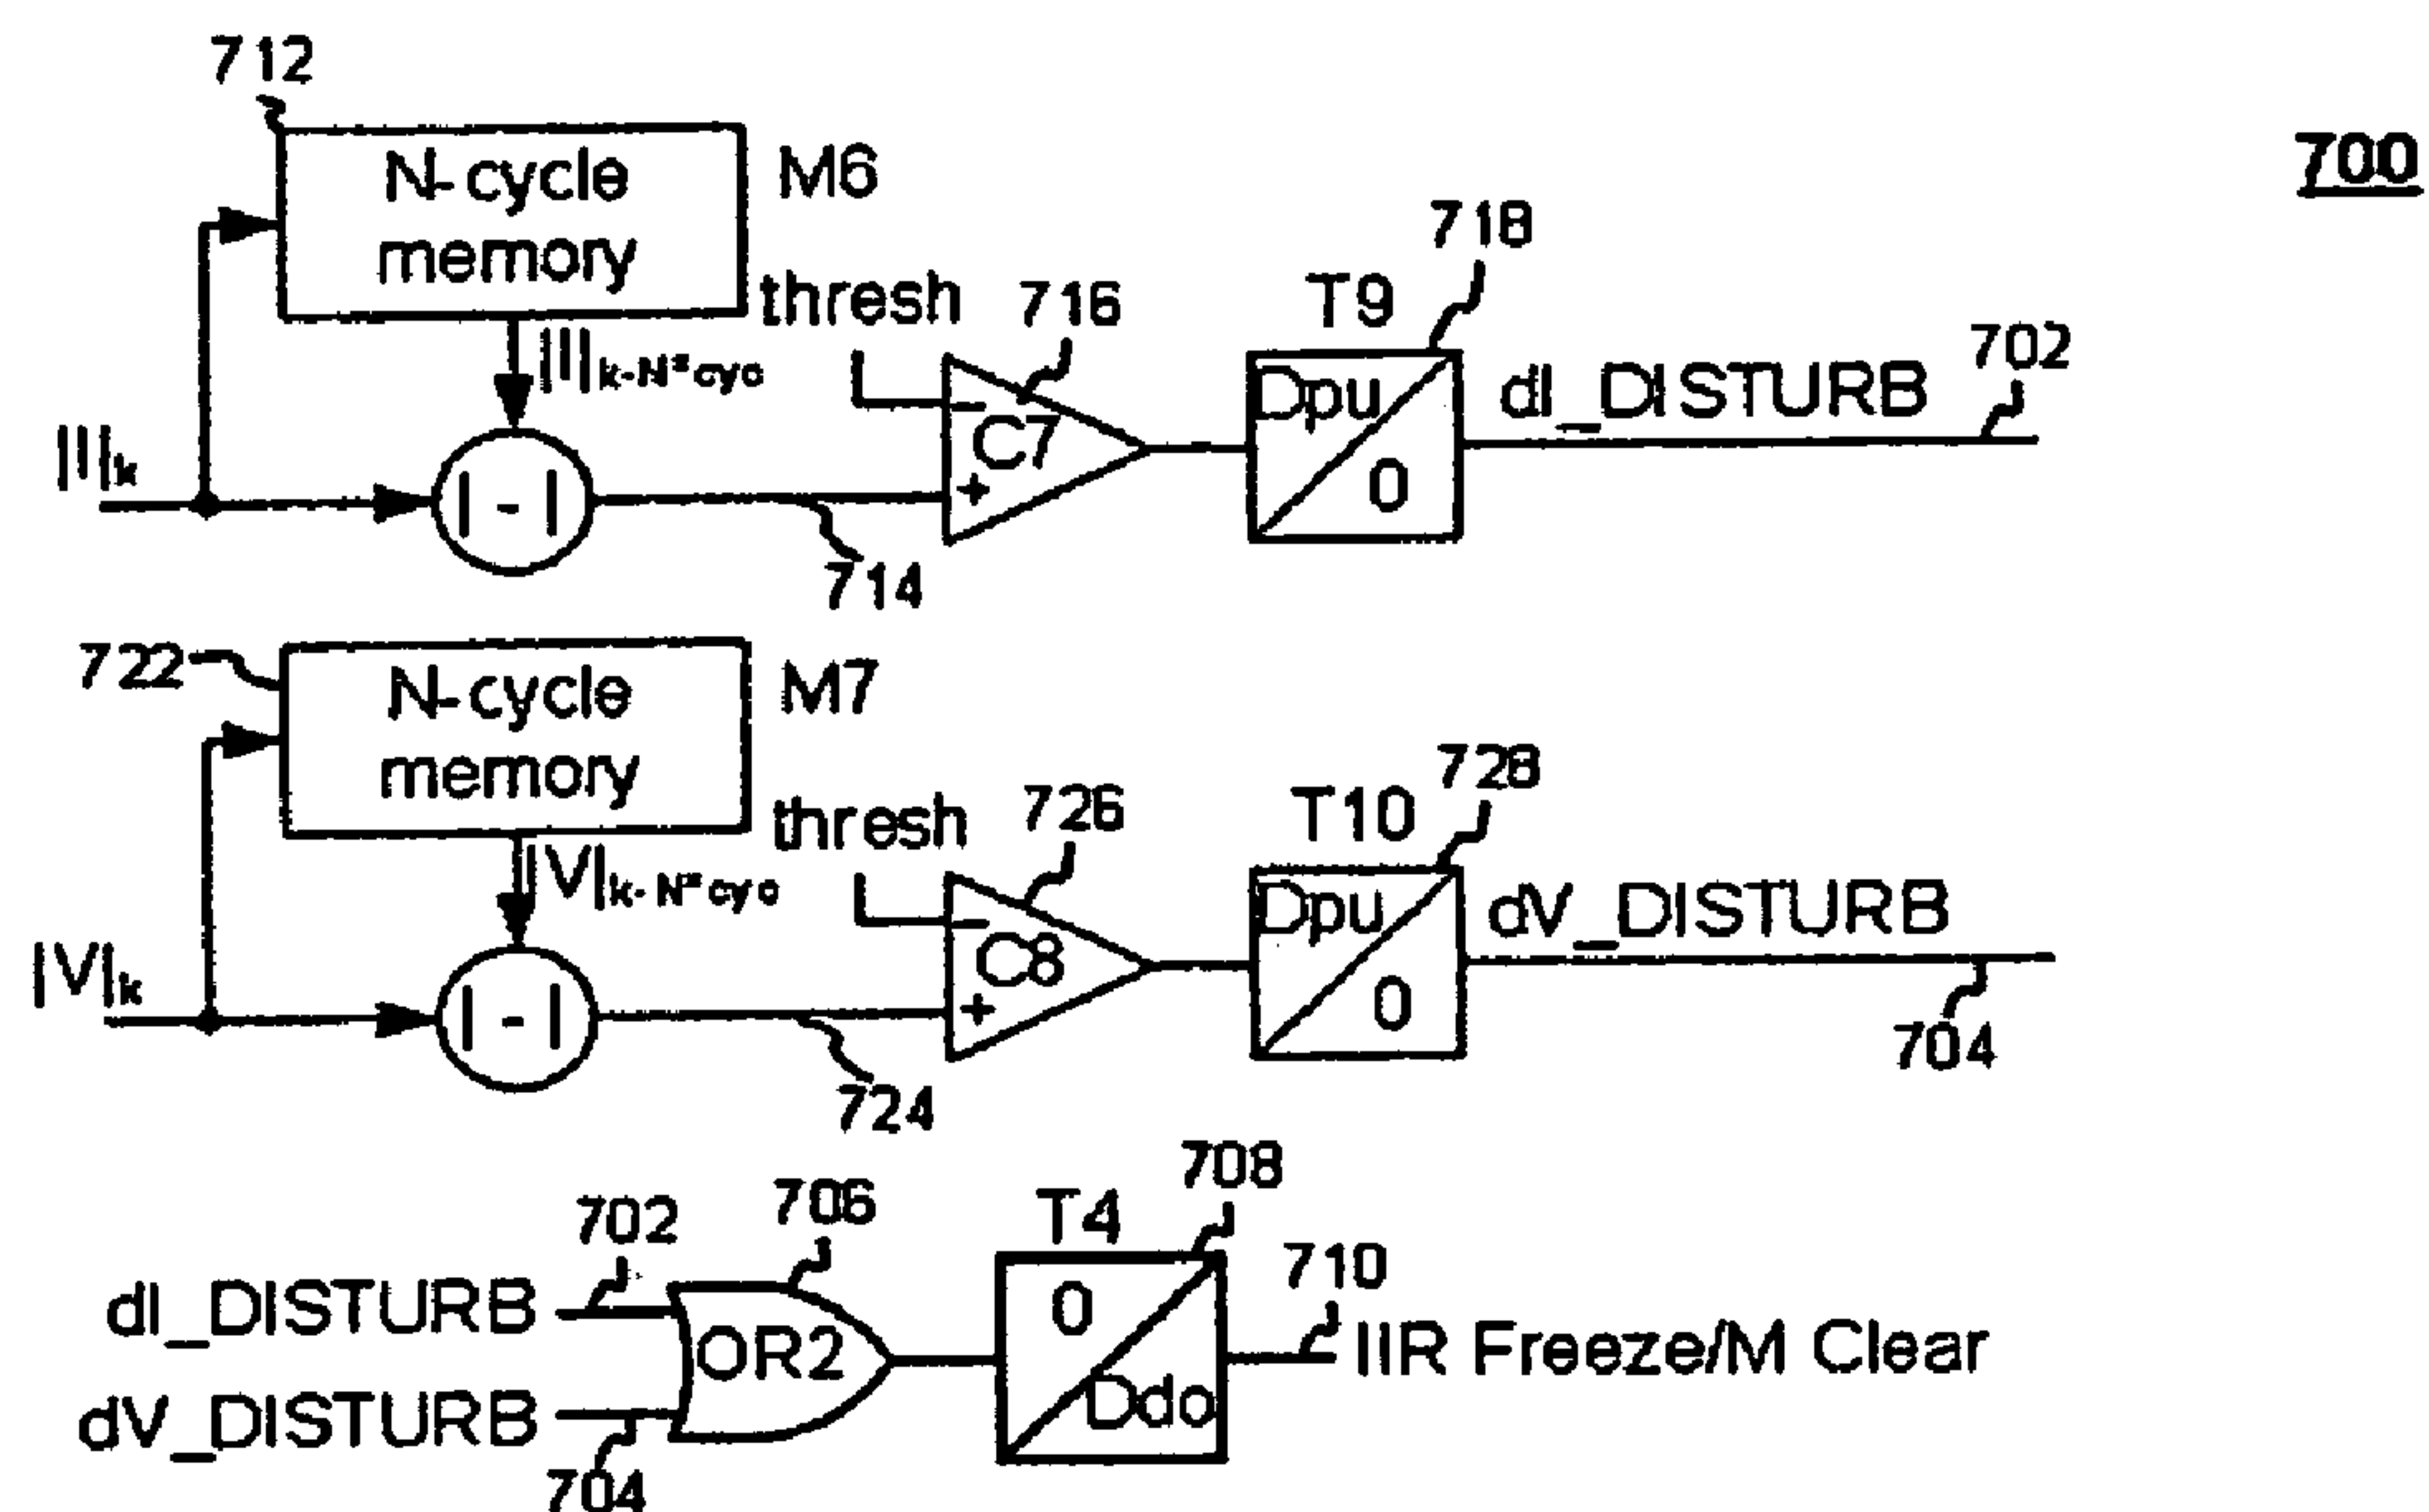 712
N-cycle
memory
M6
700
718
thresh
716
T9
702
|I|k-N*cyc
Dpu
dI_DISTURB
C7
-
|I|k
0
| - |
+
714
722
N-cycle
memory
M7
728
thresh
726
T10
|V|k-N*cyc
Dpu
dV_DISTURB
-
C8
|V|k
0
| - |
+
704
724
708
702
706
T4
710
dI_DISTURB
0
OR2
IIR Freeze/M Clear
dV_DISTURB
Ddo
704